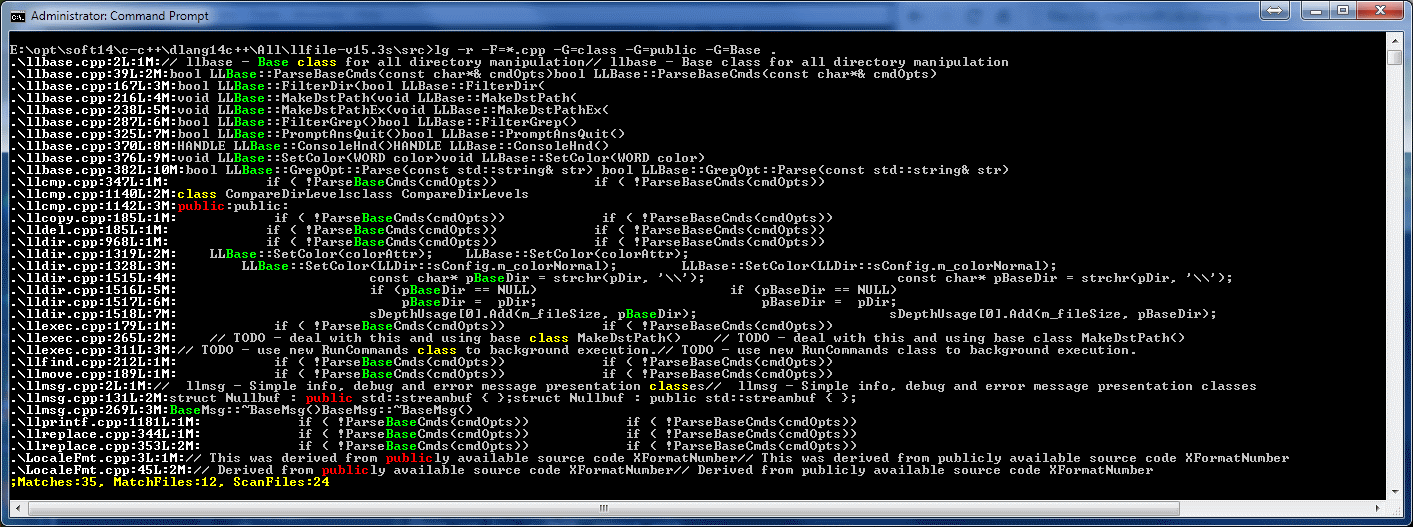 Administrator: Command Prompt
E:\opt\soft14\c-c++\dlang14c++\All\llfile-v15.3s\src>lg -r -F=*.cpp -G=class -G=public -G=Base .
.\llbase.cpp:2L:1M:// llbase - Base class for all directory manipulation// llbase - Base class for all directory manipulation
.\llbase.cpp:39L:2M:bool LLBase::ParseBaseCmds(const char*& cmdOpts)bool LLBase::ParseBaseCmds(const char*& cmdOpts)
.\llbase.cpp:167L:3M:bool LLBase::FilterDir(bool LLBase::FilterDir(
.\llbase.cpp:216L:4M:void LLBase::MakeDstPath(void LLBase::MakeDstPath(
.\llbase.cpp:238L:5M:void LLBase::MakeDstPathEx(void LLBase::MakeDstPathEx(
.\llbase.cpp:287L:6M:bool LLBase::FilterGrep()bool LLBase::FilterGrep()
.\llbase.cpp:325L:7M:bool LLBase::PromptAnsQuit()bool LLBase::PromptAnsQuit()
.\llbase.cpp:370L:8M:HANDLE LLBase::ConsoleHnd()HANDLE LLBase::ConsoleHnd()
.\llbase.cpp:376L:9M:void LLBase::SetColor(WORD color)void LLBase::SetColor(WORD color)
.\llbase.cpp:382L:10M:bool LLBase::GrepOpt::Parse(const std::string& str) bool LLBase::GrepOpt::Parse(const std::string& str)
.\llcmp.cpp:347L:1M:        if ( !ParseBaseCmds(cmdOpts))            if ( !ParseBaseCmds(cmdOpts))
.\llcmp.cpp:1140L:2M:class CompareDirLevelsclass CompareDirLevels
.\llcmp.cpp:1142L:3M:public:public:
.\llcopy.cpp:185L:1M:            if ( !ParseBaseCmds(cmdOpts))            if ( !ParseBaseCmds(cmdOpts))
.\lldel.cpp:185L:1M:            if ( !ParseBaseCmds(cmdOpts))            if ( !ParseBaseCmds(cmdOpts))
.\lldir.cpp:968L:1M:            if ( !ParseBaseCmds(cmdOpts))            if ( !ParseBaseCmds(cmdOpts))
.\lldir.cpp:1319L:2M:    LLBase::SetColor(colorAttr);    LLBase::SetColor(colorAttr);
.\lldir.cpp:1328L:3M:        LLBase::SetColor(LLDir::sConfig.m_colorNormal);        LLBase::SetColor(LLDir::sConfig.m_colorNormal);
.\lldir.cpp:1515L:4M:                        const char* pBaseDir = strchr(pDir, '\\');                        const char* pBaseDir = strchr(pDir, '\\');
.\lldir.cpp:1516L:5M:                        if (pBaseDir == NULL)                        if (pBaseDir == NULL)
.\lldir.cpp:1517L:6M:                            pBaseDir =  pDir;                            pBaseDir =  pDir;
.\lldir.cpp:1518L:7M:                        sDepthUsage[0].Add(m_fileSize, pBaseDir);                        sDepthUsage[0].Add(m_fileSize, pBaseDir);
.\llexec.cpp:179L:1M:            if ( !ParseBaseCmds(cmdOpts))            if ( !ParseBaseCmds(cmdOpts))
.\llexec.cpp:265L:2M:    // TODO - deal with this and using base class MakeDstPath()    // TODO - deal with this and using base class MakeDstPath()
.\llexec.cpp:311L:3M:// TODO - use new RunCommands class to background execution.// TODO - use new RunCommands class to background execution.
.\llfind.cpp:212L:1M:            if ( !ParseBaseCmds(cmdOpts))            if ( !ParseBaseCmds(cmdOpts))
.\llmove.cpp:189L:1M:            if ( !ParseBaseCmds(cmdOpts))            if ( !ParseBaseCmds(cmdOpts))
.\llmsg.cpp:2L:1M://  llmsg - Simple info, debug and error message presentation classes//  llmsg - Simple info, debug and error message presentation classes
.\llmsg.cpp:131L:2M:struct Nullbuf : public std::streambuf { };struct Nullbuf : public std::streambuf { };
.\llmsg.cpp:269L:3M:BaseMsg::~BaseMsg()BaseMsg::~BaseMsg()
.\llprintf.cpp:1181L:1M:            if ( !ParseBaseCmds(cmdOpts))            if ( !ParseBaseCmds(cmdOpts))
.\llreplace.cpp:344L:1M:            if ( !ParseBaseCmds(cmdOpts))            if ( !ParseBaseCmds(cmdOpts))
.\llreplace.cpp:353L:2M:            if ( !ParseBaseCmds(cmdOpts))            if ( !ParseBaseCmds(cmdOpts))
.\LocaleFmt.cpp:3L:1M:// This was derived from publicly available source code XFormatNumber// This was derived from publicly available source code XFormatNumber
.\LocaleFmt.cpp:45L:2M:// Derived from publicly available source code XFormatNumber// Derived from publicly available source code XFormatNumber
;Matches:35, MatchFiles:12, ScanFiles:24